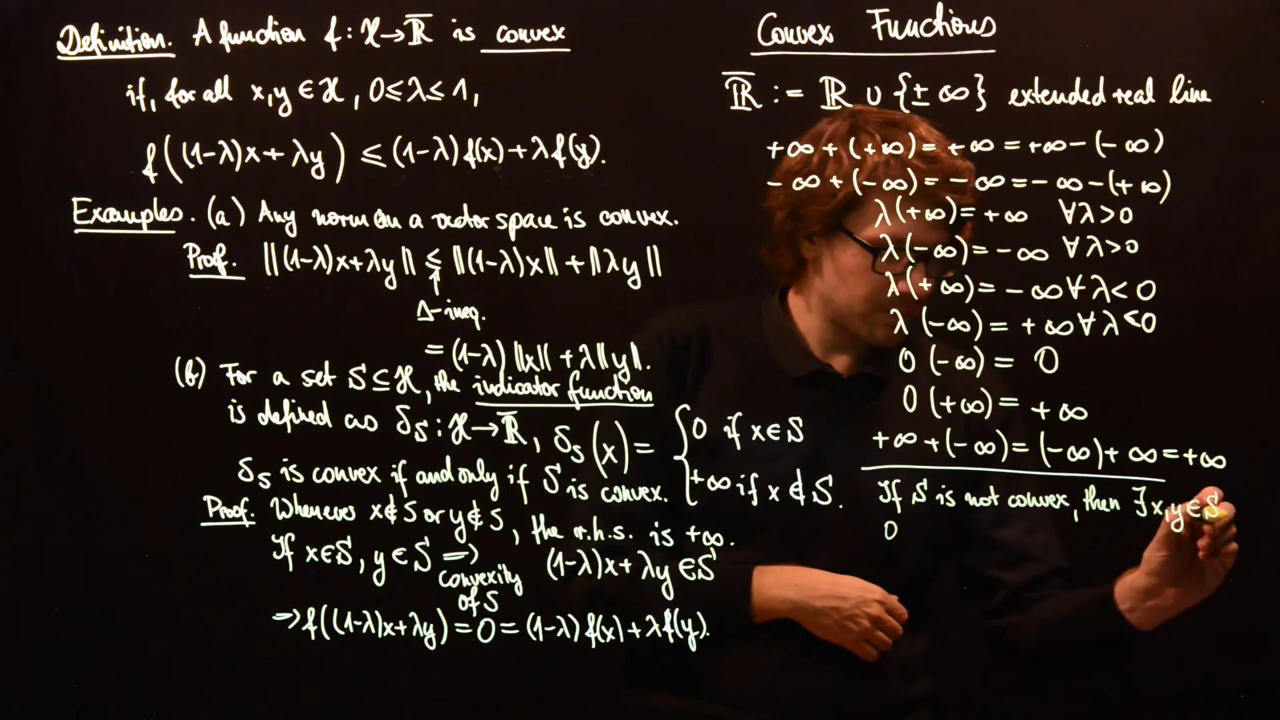 Definition. A function f: ℋ→ℝ̅ is convex
if, for all x,y ∈ ℋ, 0≤λ≤1,
f((1-λ)x+λy) ≤ (1-λ)f(x)+λf(y).
Examples. (a) Any norm on a vector space is convex.
Proof. ||(1-λ)x+λy|| ≤ ||(1-λ)x|| + ||λy||
↑
Δ-ineq.
= (1-λ)||x|| + λ||y||.
(b) For a set S⊆ℋ, the indicator function
is defined as δ_S: ℋ→ℝ̅, δ_S(x) = { 0 if x∈S
+∞ if x∉S.
δ_S is convex if and only if S is convex.
Proof. Whenever x∉S or y∉S, the r.h.s. is +∞.
If x∈S, y∈S ⇒ (1-λ)x+λy ∈S
convexity
of S
⇒ f((1-λ)x+λy) = 0 = (1-λ)f(x)+λf(y).
Convex Functions
ℝ̅ := ℝ ∪ {±∞} extended real line
+∞+(+∞) = +∞ = +∞-(-∞)
-∞+(-∞) = -∞ = -∞-(+∞)
λ(+∞) = +∞ ∀λ>0
λ(-∞) = -∞ ∀λ>0
λ(+∞) = -∞ ∀λ<0
λ(-∞) = +∞ ∀λ<0
0(-∞) = 0
0(+∞) = +∞
+∞+(-∞) = (-∞)+∞ = +∞
If S is not convex, then ∃x,y∈S
0